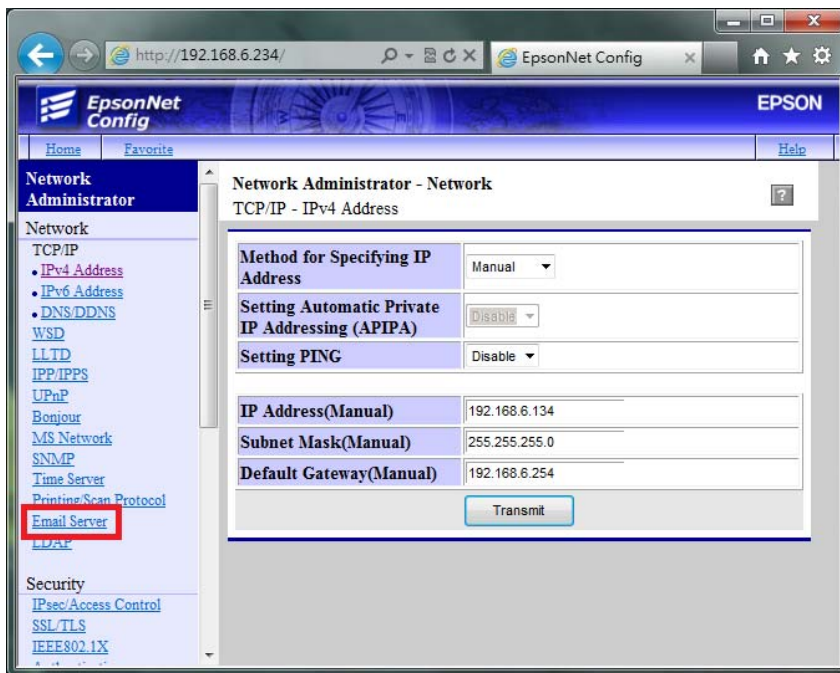 http://192.168.6.234/
EpsonNet Config
EpsonNet
Config
EPSON
Home
Favorite
Help
Network
Administrator
Network
TCP/IP
IPv4 Address
IPv6 Address
DNS/DDNS
WSD
LLTD
IPP/IPPS
UPnP
Bonjour
MS Network
SNMP
Time Server
Printing/Scan Protocol
Email Server
LDAP
Security
IPsec/Access Control
SSL/TLS
IEEE802.1X
Network Administrator - Network
TCP/IP - IPv4 Address
?
Method for Specifying IP
Address
Manual
Setting Automatic Private
IP Addressing (APIPA)
Disable
Setting PING
Disable
IP Address(Manual)
192.168.6.134
Subnet Mask(Manual)
255.255.255.0
Default Gateway(Manual)
192.168.6.254
Transmit